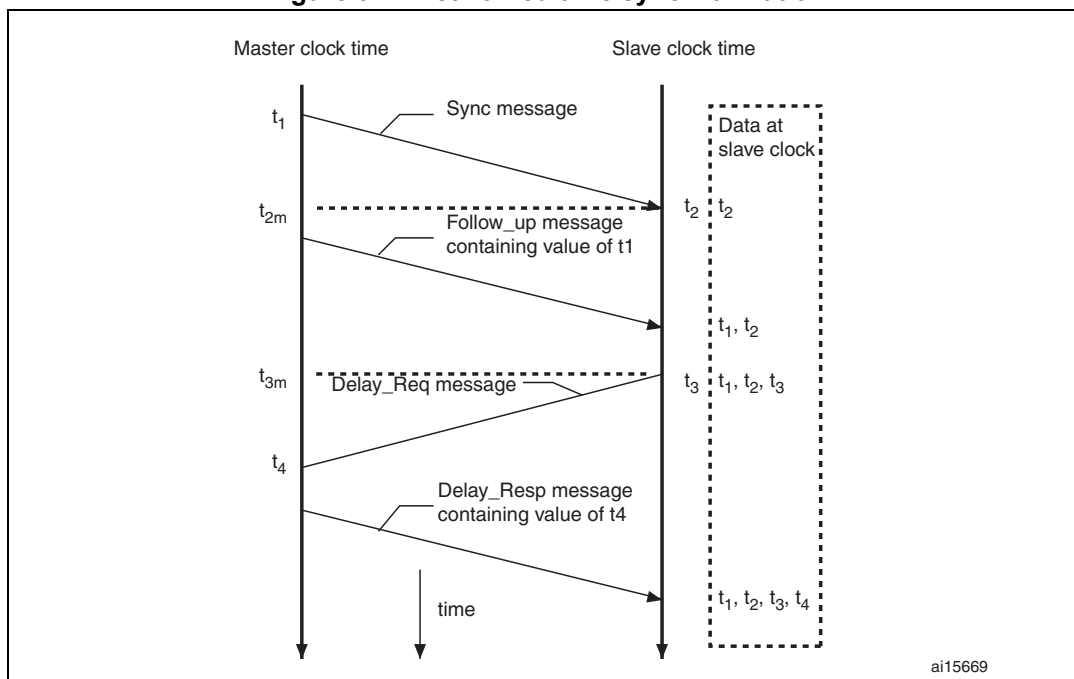 Master clock time
Slave clock time
t1
Sync message
Data at
slave clock
t2m
t2
t2
Follow_up message
containing value of t1
t1, t2
t3m
Delay_Req message
t3
t1, t2, t3
t4
Delay_Resp message
containing value of t4
t1, t2, t3, t4
time
ai15669